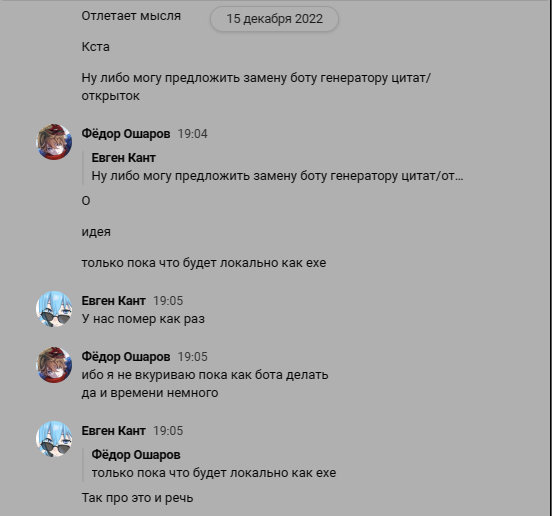 Отлетает мысля
15 декабря 2022
Кста
Ну либо могу предложить замену боту генератору цитат/
открыток
Фёдор Ошаров 19:04
Евген Кант
Ну либо могу предложить замену боту генератору цитат/от...
О
идея
только пока что будет локально как ехе
Евген Кант 19:05
У нас помер как раз
Фёдор Ошаров 19:05
ибо я не вкуриваю пока как бота делать
да и времени немного
Евген Кант 19:05
Фёдор Ошаров
только пока что будет локально как ехе
Так про это и речь